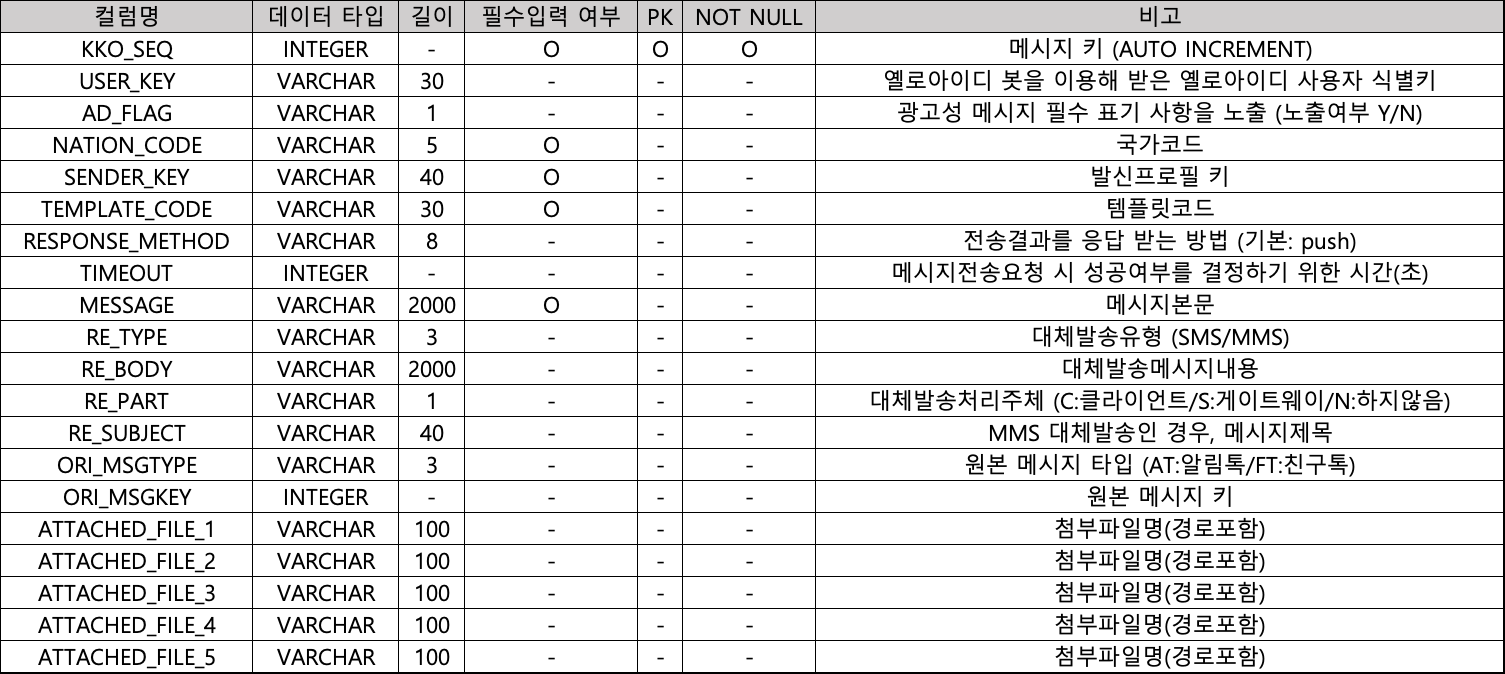 컬럼명 데이터 타입 길이 필수입력 여부 PK NOT NULL 비고
KKO_SEQ INTEGER - O O O 메시지 키 (AUTO INCREMENT)
USER_KEY VARCHAR 30 - - - 옐로아이디 봇을 이용해 받은 옐로아이디 사용자 식별키
AD_FLAG VARCHAR 1 - - - 광고성 메시지 필수 표기 사항을 노출 (노출여부 Y/N)
NATION_CODE VARCHAR 5 O - - 국가코드
SENDER_KEY VARCHAR 40 O - - 발신프로필 키
TEMPLATE_CODE VARCHAR 30 O - - 템플릿코드
RESPONSE_METHOD VARCHAR 8 - - - 전송결과를 응답 받는 방법 (기본: push)
TIMEOUT INTEGER - - - - 메시지전송요청 시 성공여부를 결정하기 위한 시간(초)
MESSAGE VARCHAR 2000 O - - 메시지본문
RE_TYPE VARCHAR 3 - - - 대체발송유형 (SMS/MMS)
RE_BODY VARCHAR 2000 - - - 대체발송메시지내용
RE_PART VARCHAR 1 - - - 대체발송처리주체 (C:클라이언트/S:게이트웨이/N:하지않음)
RE_SUBJECT VARCHAR 40 - - - MMS 대체발송인 경우, 메시지제목
ORI_MSGTYPE VARCHAR 3 - - - 원본 메시지 타입 (AT:알림톡/FT:친구톡)
ORI_MSGKEY INTEGER - - - - 원본 메시지 키
ATTACHED_FILE_1 VARCHAR 100 - - - 첨부파일명(경로포함)
ATTACHED_FILE_2 VARCHAR 100 - - - 첨부파일명(경로포함)
ATTACHED_FILE_3 VARCHAR 100 - - - 첨부파일명(경로포함)
ATTACHED_FILE_4 VARCHAR 100 - - - 첨부파일명(경로포함)
ATTACHED_FILE_5 VARCHAR 100 - - - 첨부파일명(경로포함)